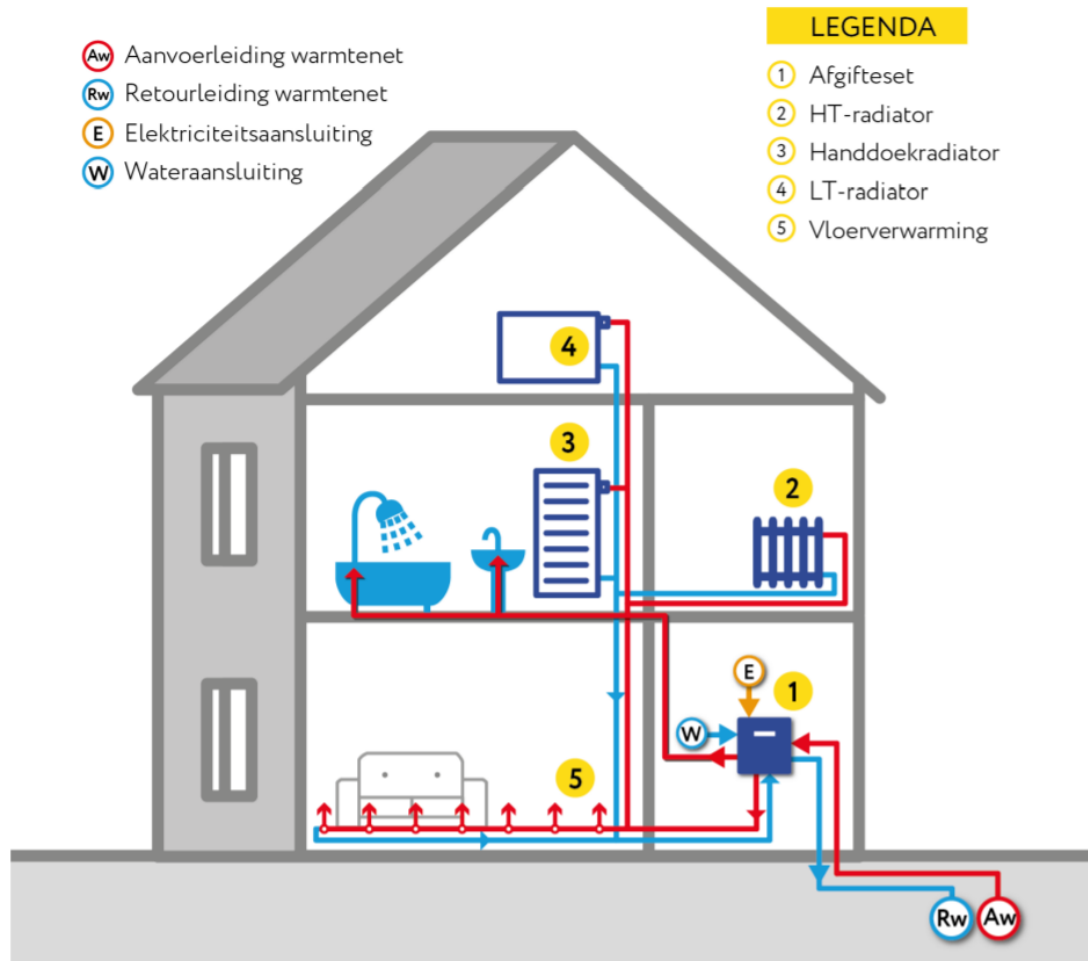 Aw Aanvoerleiding warmtenet
Rw Retourleiding warmtenet
E Elektriciteitsaansluiting
W Wateraansluiting
LEGENDA
1 Afgifteset
2 HT-radiator
3 Handdoekradiator
4 LT-radiator
5 Vloerverwarming
4
3
2
E
1
W
5
Rw Aw